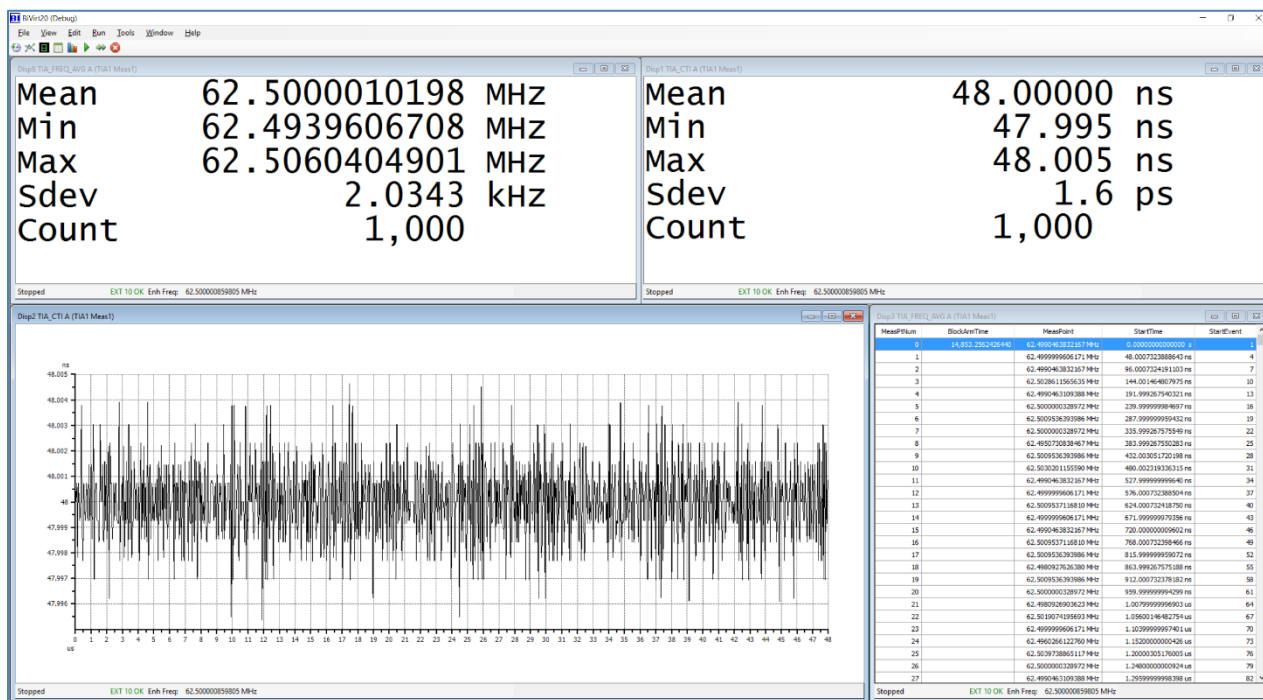 BiVirt20 (Debug)
File View Edit Run Tools Window Help
Disp8 TIA_FREQ_AVG A (TIA1 Meas1)
Mean 62.5000010198 MHz
Min 62.4939606708 MHz
Max 62.5060404901 MHz
Sdev 2.0343 kHz
Count 1,000
Stopped EXT 10 OK Enh Freq: 62.500000859805 MHz
Disp1 TIA_CTI A (TIA1 Meas1)
Mean 48.00000 ns
Min 47.995 ns
Max 48.005 ns
Sdev 1.6 ps
Count 1,000
Stopped EXT 10 OK Enh Freq: 62.500000859805 MHz
Disp2 TIA_CTI A (TIA1 Meas1)
ns
48.005
48.004
48.003
48.002
48.001
48
47.999
47.998
47.997
47.996
0 1 2 3 4 5 6 7 8 9 10 11 12 13 14 15 16 17 18 19 20 21 22 23 24 25 26 27 28 29 30 31 32 33 34 35 36 37 38 39 40 41 42 43 44 45 46 47 48
us
Stopped EXT 10 OK Enh Freq: 62.500000859805 MHz
Disp3 TIA_FREQ_AVG A (TIA1 Meas1)
MeasPtNum BlockArmTime MeasPoint StartTime StartEvent
0 14,853.2562426440 62.4990463832167 MHz 0.00000000000000 s 1
1 62.4999999606171 MHz 48.0007323888643 ns 4
2 62.4990463832167 MHz 96.0007324191103 ns 7
3 62.5028611565635 MHz 144.001464807975 ns 10
4 62.4990463109388 MHz 191.999267540321 ns 13
5 62.5000000328972 MHz 239.999999984697 ns 16
6 62.5009536393986 MHz 287.999999959432 ns 19
7 62.5000000328972 MHz 335.999267575549 ns 22
8 62.4950730838467 MHz 383.999267550283 ns 25
9 62.5009536393986 MHz 432.003051720198 ns 28
10 62.5030201155590 MHz 480.002319336315 ns 31
11 62.4990463832167 MHz 527.999999999640 ns 34
12 62.4999999606171 MHz 576.000732388504 ns 37
13 62.5009537116810 MHz 624.000732418750 ns 40
14 62.4999999606171 MHz 671.999999979356 ns 43
15 62.4990463832167 MHz 720.000000009602 ns 46
16 62.5009537116810 MHz 768.000732398466 ns 49
17 62.5009536393986 MHz 815.999999959072 ns 52
18 62.4980927626380 MHz 863.999267575188 ns 55
19 62.5009536393986 MHz 912.000732378182 ns 58
20 62.5000000328972 MHz 959.999999994299 ns 61
21 62.4980926903623 MHz 1.00799999996903 us 64
22 62.5019074195693 MHz 1.05600146482754 us 67
23 62.4999999606171 MHz 1.10399999997401 us 70
24 62.4960266122760 MHz 1.15200000000426 us 73
25 62.5039738865117 MHz 1.20000305176005 us 76
26 62.5000000328972 MHz 1.24800000000924 us 79
27 62.4990463109388 MHz 1.29599999998398 us 82
Stopped EXT 10 OK Enh Freq: 62.500000859805 MHz